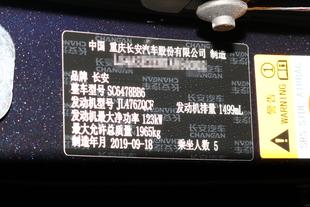 中国 重庆长安汽车股份有限公司 制造
品牌 长安
整车型号 SC6478BB6
发动机型号 JL476ZQCF 发动机排量 1499mL
发动机最大净功率 123kW
最大允许总质量 1965kg
制造年月 2019-09-18 乘坐人数 5
警告
WARNING